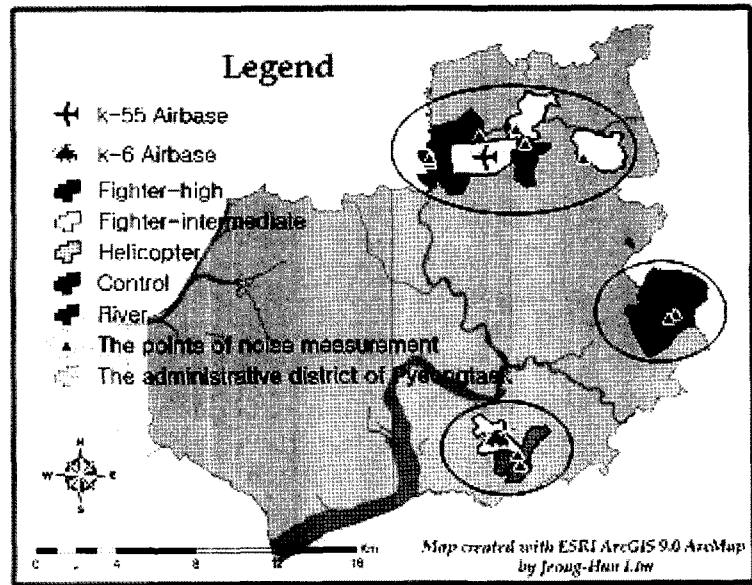 Legend
k-55 Airbase
k-6 Airbase
Fighter-high
Fighter-intermediate
Helicopter
Control
River
The points of noise measurement
The administrative district of Pyeongtaek
N
W E
S
0 4 8 12 16 Km
Map created with ESRI ArcGIS 9.0 ArcMap
by Jeong-Hun Lim